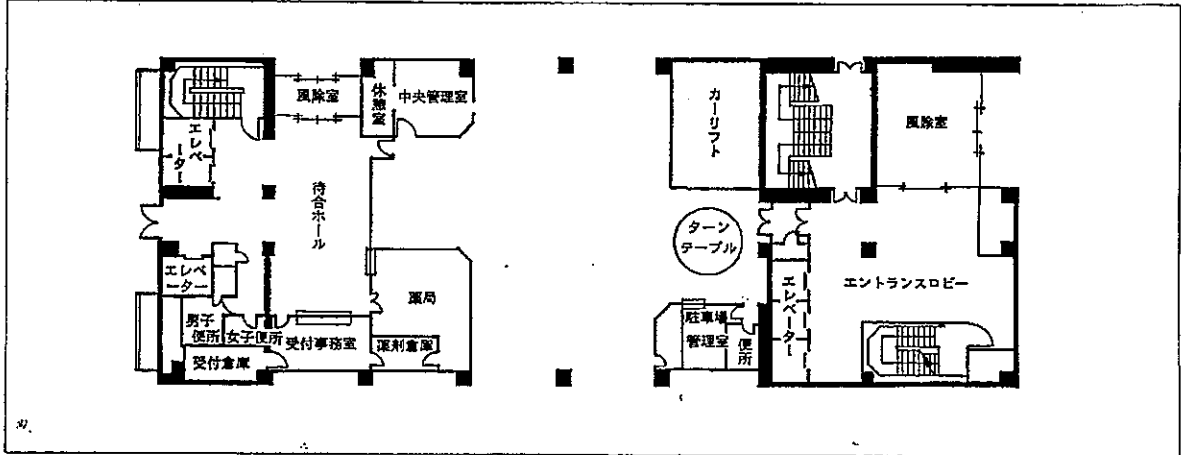 風除室
休憩室
中央管理室
エレベーター
待合ホール
エレベーター
薬局
男子便所
女子便所
受付事務室
薬剤倉庫
受付倉庫
カーリフト
風除室
ターン
テーブル
エントランスロビー
エレベーター
駐車場
管理室
便所